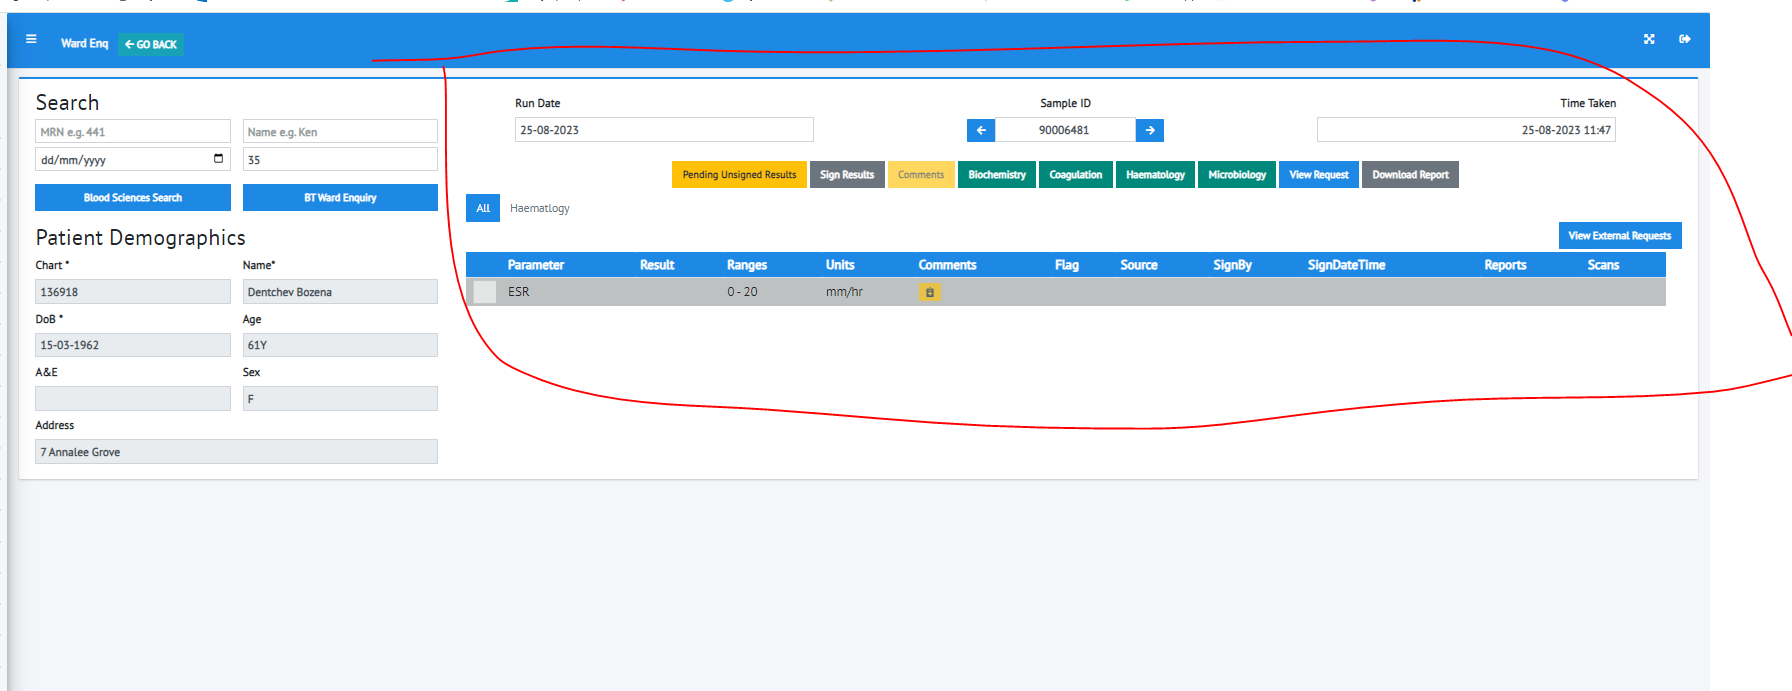 Ward Enq GO BACK
Search
MRN e.g. 441 Name e.g. Ken
dd/mm/yyyy 35
Blood Sciences Search BT Ward Enquiry
Patient Demographics
Chart * Name*
136918 Dentchev Bozena
DoB * Age
15-03-1962 61Y
A&E Sex
F
Address
7 Annalee Grove
Run Date Sample ID Time Taken
25-08-2023 90006481 25-08-2023 11:47
Pending Unsigned Results Sign Results Comments Biochemistry Coagulation Haematology Microbiology View Request Download Report
All Haematlogy
View External Requests
Parameter Result Ranges Units Comments Flag Source SignBy SignDateTime Reports Scans
ESR 0 - 20 mm/hr